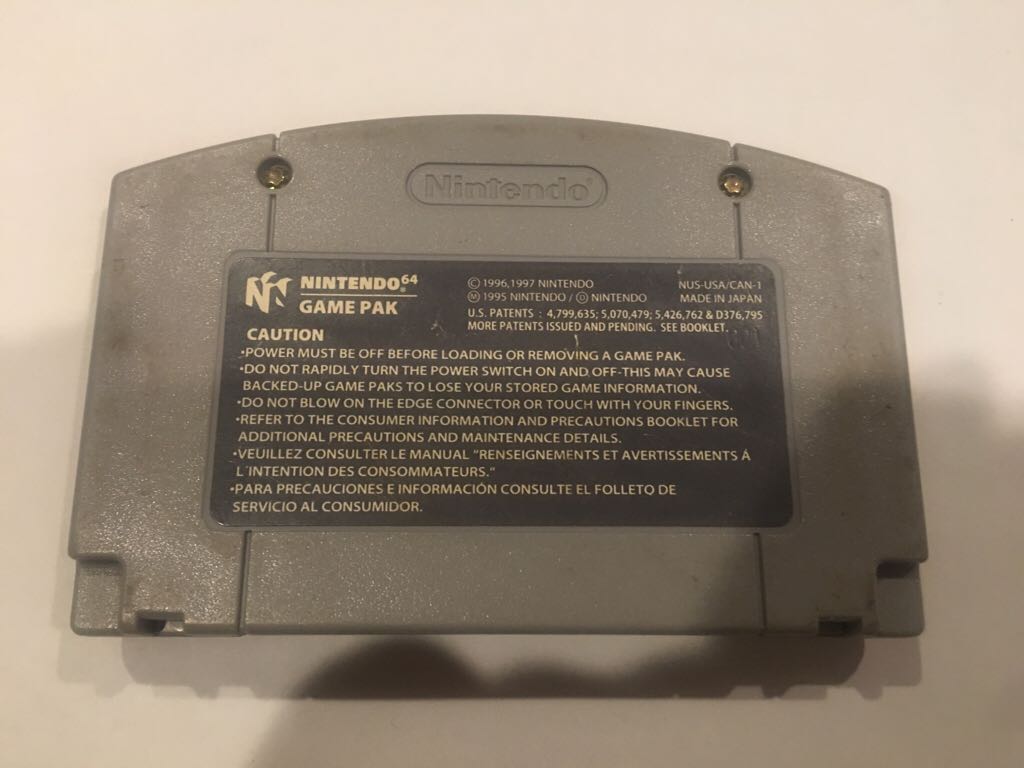 Nintendo®
NINTENDO 64
GAME PAK
© 1996,1997 NINTENDO
Ⓜ 1995 NINTENDO / Ⓓ NINTENDO
U.S. PATENTS : 4,799,635; 5,070,479; 5,426,762 & D376,795
MORE PATENTS ISSUED AND PENDING. SEE BOOKLET.
NUS-USA/CAN-1
MADE IN JAPAN
CAUTION
•POWER MUST BE OFF BEFORE LOADING OR REMOVING A GAME PAK.
•DO NOT RAPIDLY TURN THE POWER SWITCH ON AND OFF-THIS MAY CAUSE
BACKED-UP GAME PAKS TO LOSE YOUR STORED GAME INFORMATION.
•DO NOT BLOW ON THE EDGE CONNECTOR OR TOUCH WITH YOUR FINGERS.
•REFER TO THE CONSUMER INFORMATION AND PRECAUTIONS BOOKLET FOR
ADDITIONAL PRECAUTIONS AND MAINTENANCE DETAILS.
•VEUILLEZ CONSULTER LE MANUAL "RENSEIGNEMENTS ET AVERTISSEMENTS À
L'INTENTION DES CONSOMMATEURS."
•PARA PRECAUCIONES E INFORMACIÓN CONSULTE EL FOLLETO DE
SERVICIO AL CONSUMIDOR.